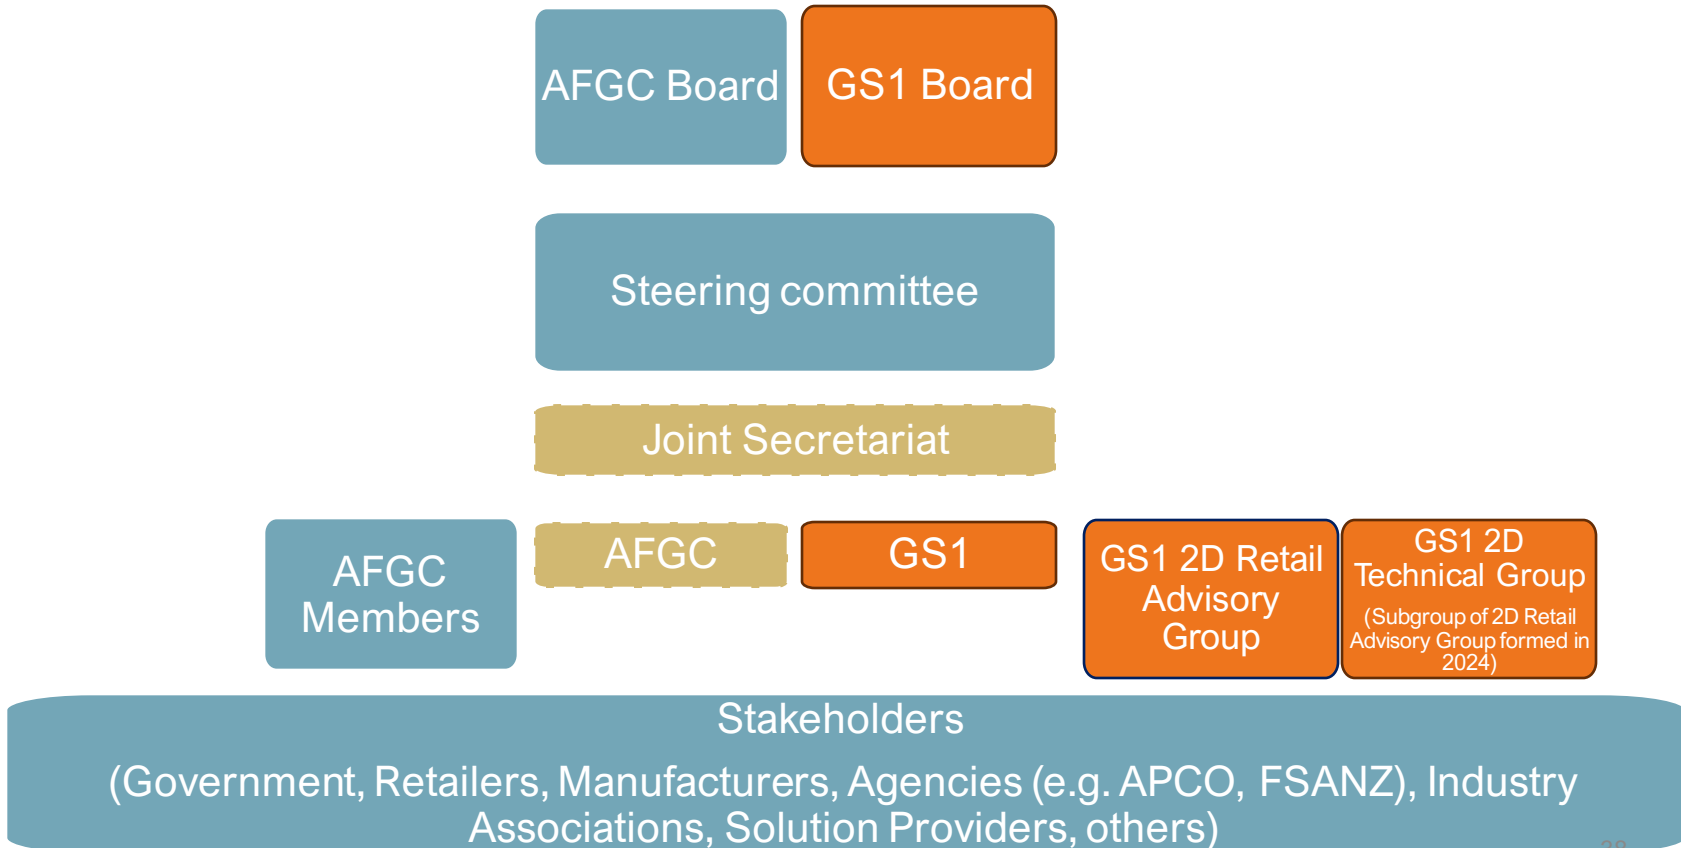 AFGC Board
GS1 Board
Steering committee
Joint Secretariat
AFGC
Members
AFGC
GS1
GS1 2D Retail
Advisory
Group
GS1 2D
Technical Group
(Subgroup of 2D Retail
Advisory Group formed in
2024)
Stakeholders
(Government, Retailers, Manufacturers, Agencies (e.g. APCO, FSANZ), Industry
Associations, Solution Providers, others)
38